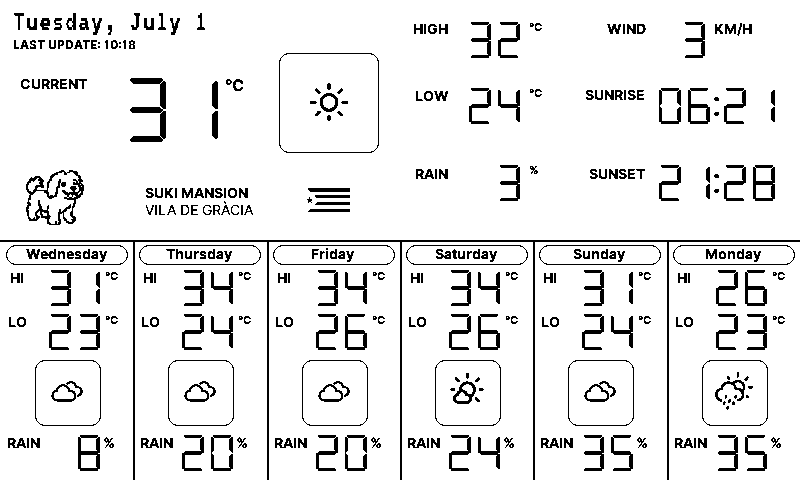 Tuesday, July 1
LAST UPDATE: 10:18
CURRENT 31 °C
HIGH 32 °C
WIND 3 KM/H
LOW 24 °C
SUNRISE 06:21
RAIN 3 %
SUNSET 21:28
SUKI MANSION
VILA DE GRÀCIA
Wednesday
HI 31 °C
LO 23 °C
RAIN 8 %
Thursday
HI 34 °C
LO 24 °C
RAIN 20 %
Friday
HI 34 °C
LO 26 °C
RAIN 20 %
Saturday
HI 34 °C
LO 26 °C
RAIN 24 %
Sunday
HI 31 °C
LO 24 °C
RAIN 35 %
Monday
HI 26 °C
LO 23 °C
RAIN 35 %